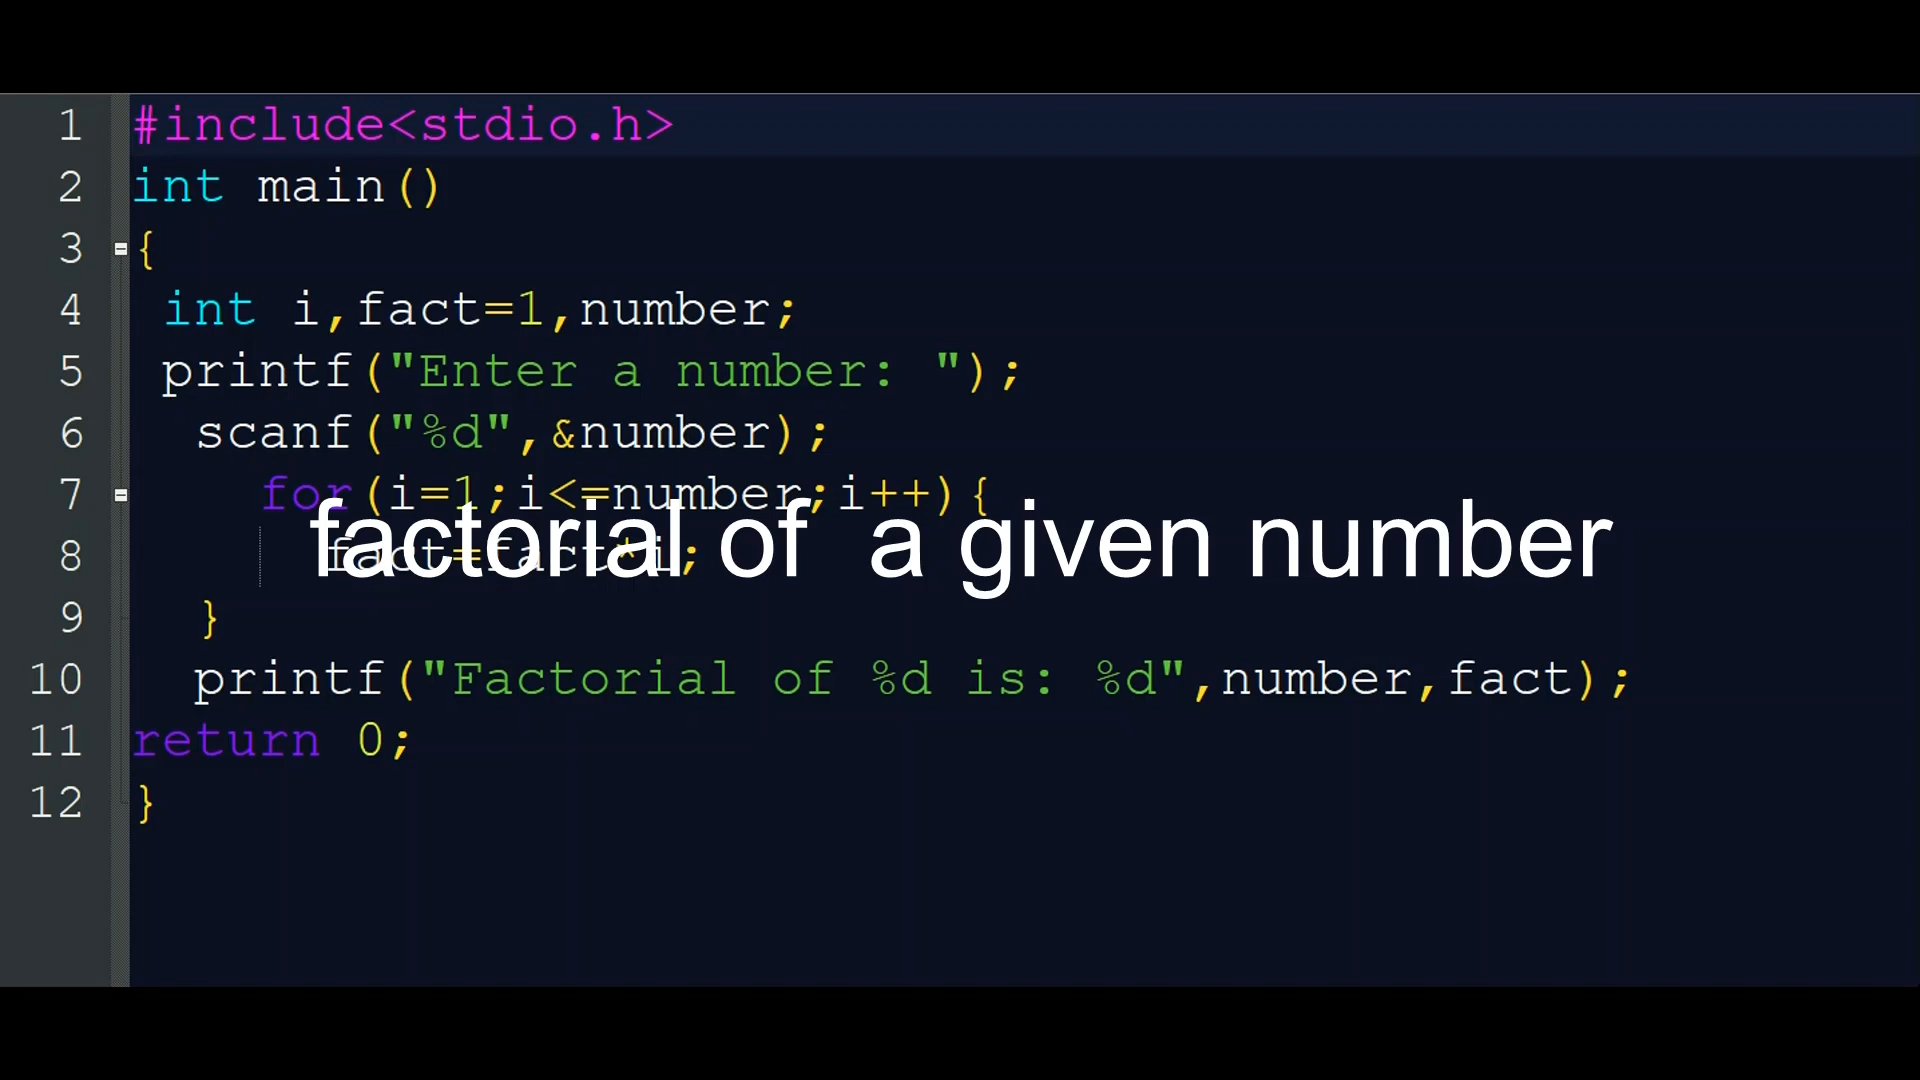 1 #include<stdio.h>
2 int main()
3 {
4 int i,fact=1,number;
5 printf("Enter a number: ");
6 scanf("%d",&number);
7 for(i=1;i<=number;i++){
factorial of a given number
8 fact=fact*i;
9 }
10 printf("Factorial of %d is: %d",number,fact);
11 return 0;
12 }